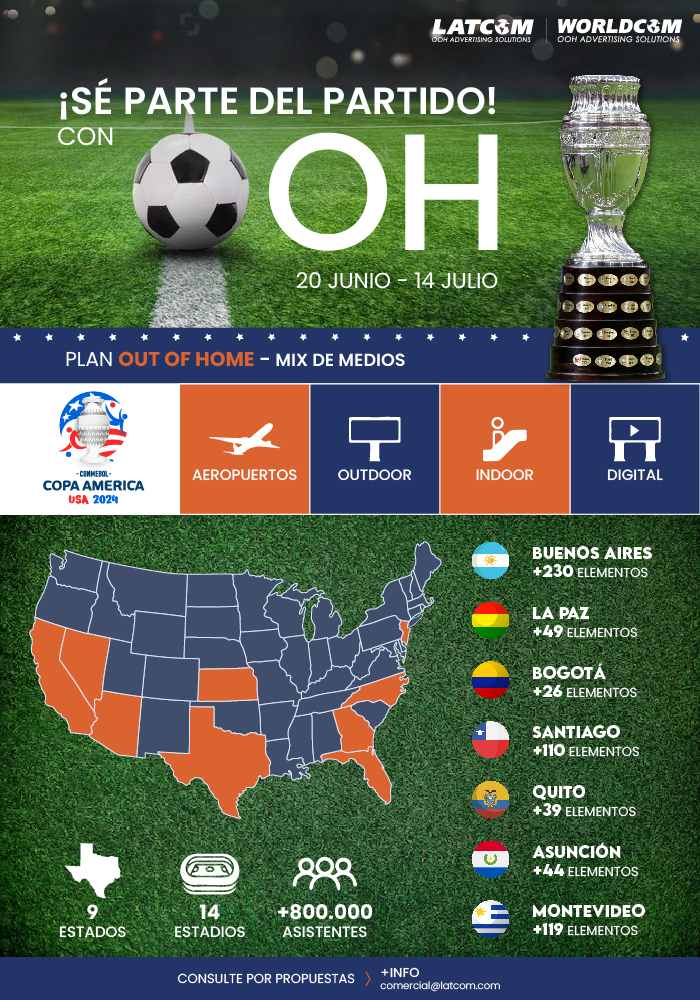 LATCOM
OOH ADVERTISING SOLUTIONS
WORLDCOM
OOH ADVERTISING SOLUTIONS
¡SÉ PARTE DEL PARTIDO!
CON
OH
20 JUNIO - 14 JULIO
PLAN OUT OF HOME - MIX DE MEDIOS
CONMEBOL
COPA AMERICA
USA 2024
AEROPUERTOS
OUTDOOR
INDOOR
DIGITAL
BUENOS AIRES
+230 ELEMENTOS
LA PAZ
+49 ELEMENTOS
BOGOTÁ
+26 ELEMENTOS
SANTIAGO
+110 ELEMENTOS
QUITO
+39 ELEMENTOS
ASUNCIÓN
+44 ELEMENTOS
MONTEVIDEO
+119 ELEMENTOS
9
ESTADOS
14
ESTADIOS
+800.000
ASISTENTES
CONSULTE POR PROPUESTAS
+INFO
comercial@latcom.com